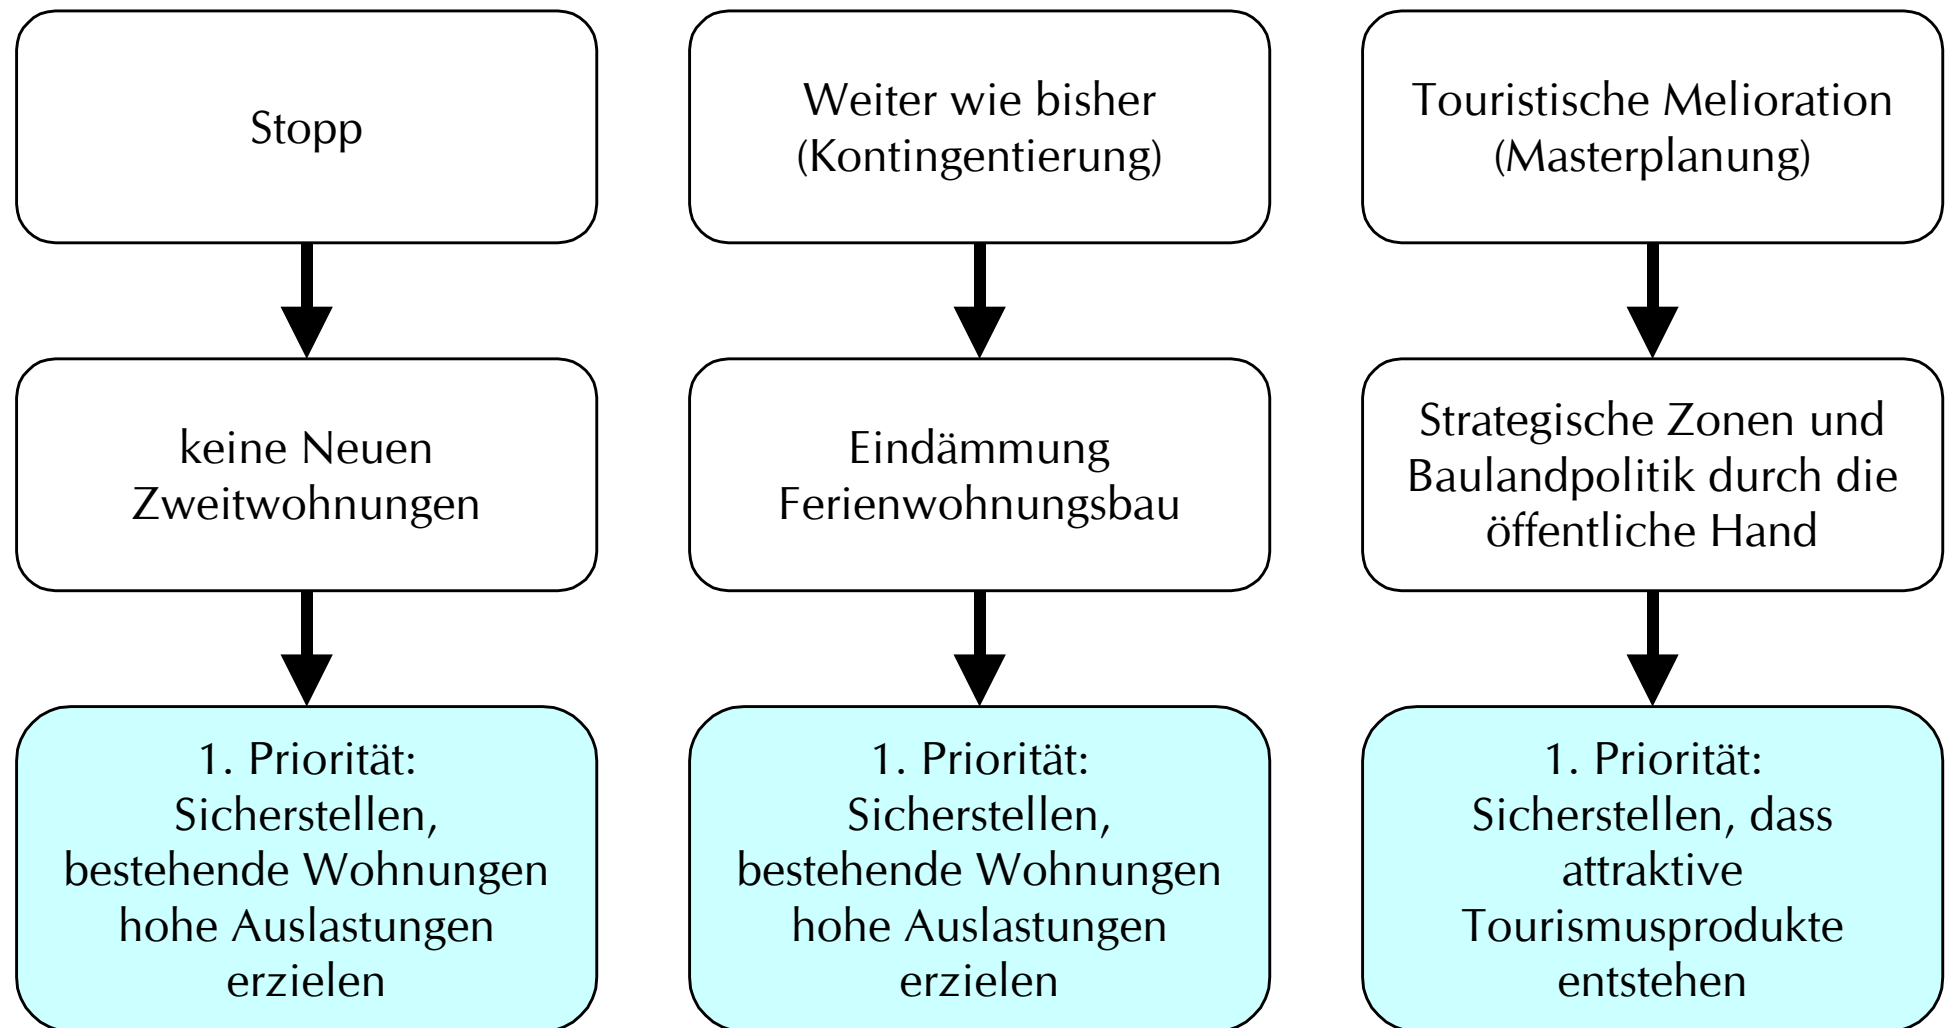 Stopp
Weiter wie bisher
(Kontingentierung)
Touristische Melioration
(Masterplanung)
keine Neuen
Zweitwohnungen
Eindämmung
Ferienwohnungsbau
Strategische Zonen und
Baulandpolitik durch die
öffentliche Hand
1. Priorität:
Sicherstellen,
bestehende Wohnungen
hohe Auslastungen
erzielen
1. Priorität:
Sicherstellen,
bestehende Wohnungen
hohe Auslastungen
erzielen
1. Priorität:
Sicherstellen, dass
attraktive
Tourismusprodukte
entstehen